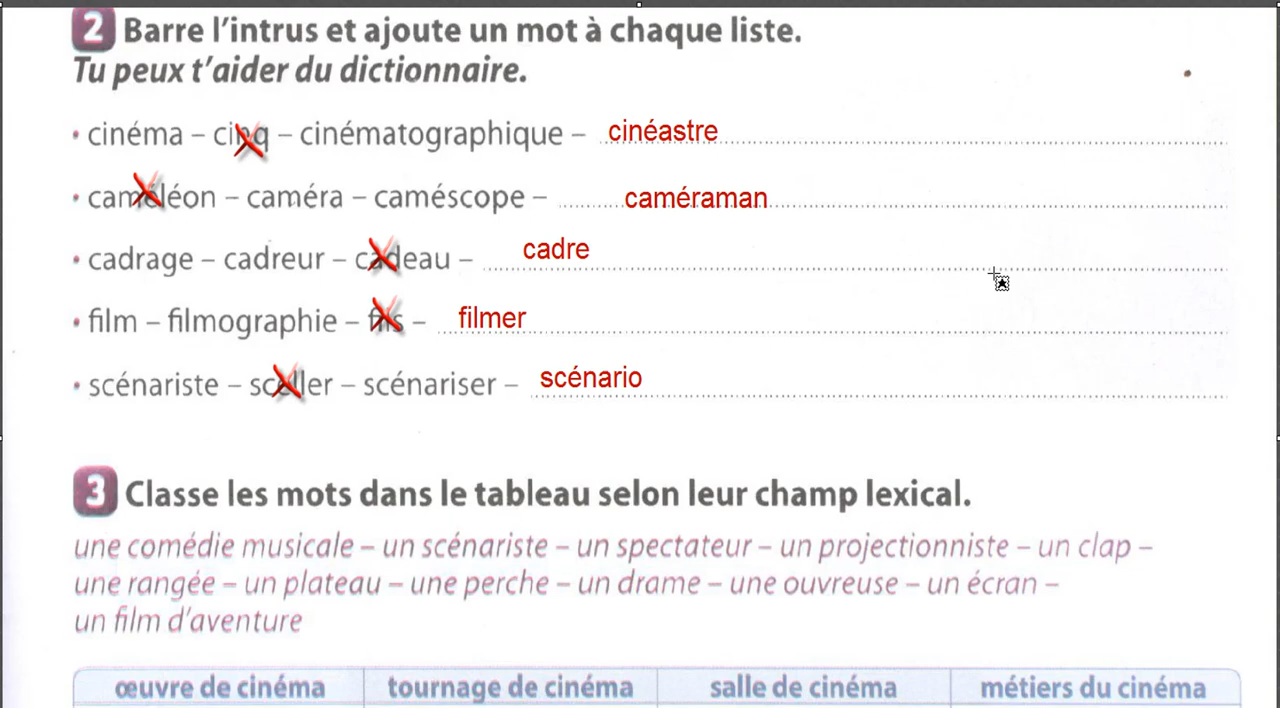 2 Barre l'intrus et ajoute un mot à chaque liste.
Tu peux t'aider du dictionnaire.
• cinéma – cinq – cinématographique – cinéastre
• caméléon – caméra – caméscope – caméraman
• cadrage – cadreur – cadeau – cadre
• film – filmographie – – filmer
• scénariste – sceller – scénariser – scénario
3 Classe les mots dans le tableau selon leur champ lexical.
une comédie musicale – un scénariste – un spectateur – un projectionniste – un clap –
une rangée – un plateau – une perche – un drame – une ouvreuse – un écran –
un film d'aventure
œuvre de cinéma tournage de cinéma salle de cinéma métiers du cinéma